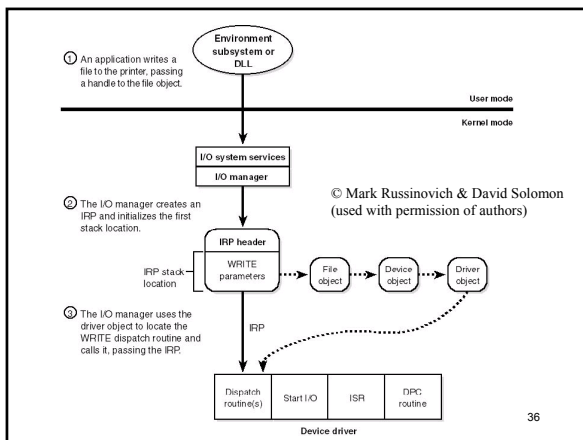 Environment
subsystem or
DLL
1 An application writes a
file to the printer, passing
a handle to the file object.
User mode
Kernel mode
I/O system services
I/O manager
© Mark Russinovich & David Solomon
(used with permission of authors)
2 The I/O manager creates an
IRP and initializes the first
stack location.
IRP header
IRP stack
location
WRITE
parameters
File
object
Device
object
Driver
object
3 The I/O manager uses the
driver object to locate the
WRITE dispatch routine and
calls it, passing the IRP.
IRP
Dispatch
routine(s)
Start I/O
ISR
DPC
routine
Device driver
36